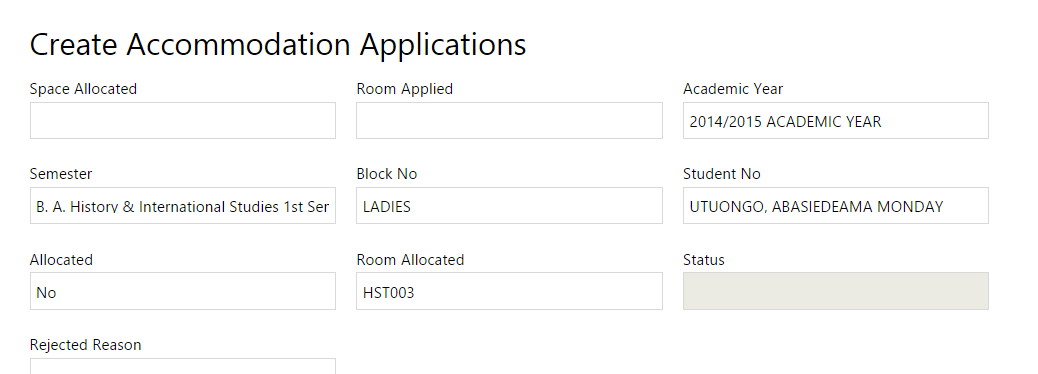 Create Accommodation Applications
Space Allocated
Room Applied
Academic Year
2014/2015 ACADEMIC YEAR
Semester
Block No
Student No
B. A. History & International Studies 1st Ser
LADIES
UTUONGO, ABASIEDEAMA MONDAY
Allocated
Room Allocated
Status
No
HST003
Rejected Reason